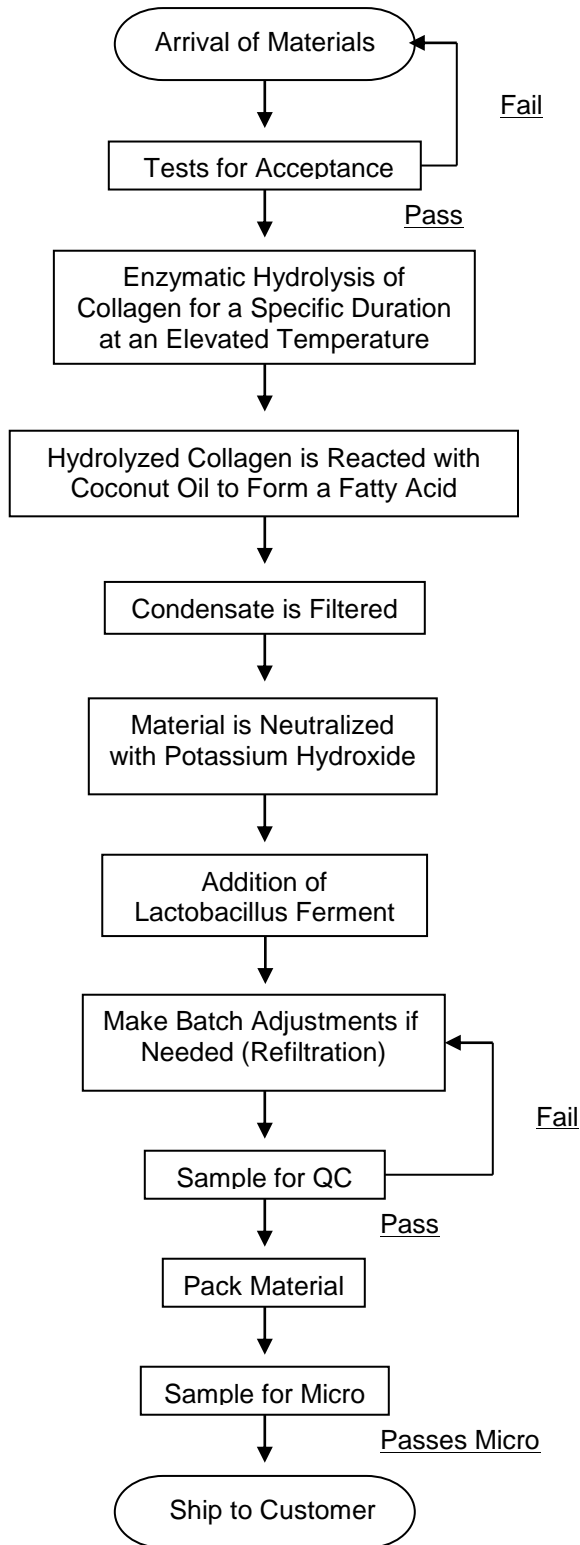 Arrival of Materials
Fail
Tests for Acceptance
Pass
Enzymatic Hydrolysis of
Collagen for a Specific Duration
at an Elevated Temperature
Hydrolyzed Collagen is Reacted with
Coconut Oil to Form a Fatty Acid
Condensate is Filtered
Material is Neutralized
with Potassium Hydroxide
Addition of
Lactobacillus Ferment
Make Batch Adjustments if
Needed (Refiltration)
Fail
Sample for QC
Pass
Pack Material
Sample for Micro
Passes Micro
Ship to Customer